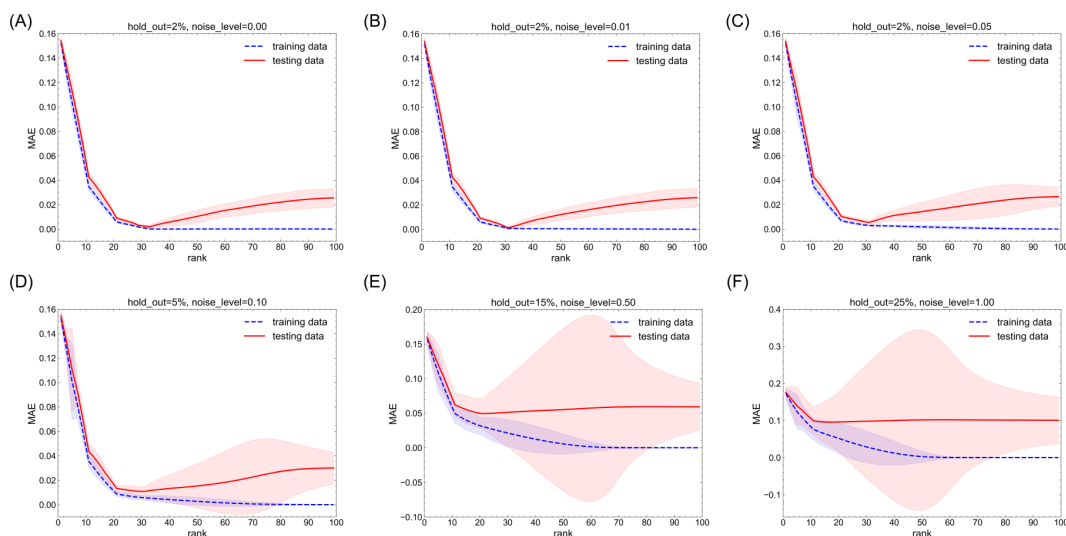 (A)
hold_out=2%, noise_level=0.00
training data
testing data
0.16
0.14
0.12
0.10
0.08
0.06
0.04
0.02
0.00
MAE
0 10 20 30 40 50 60 70 80 90 100
rank
(B)
hold_out=2%, noise_level=0.01
training data
testing data
0.16
0.14
0.12
0.10
0.08
0.06
0.04
0.02
0.00
MAE
0 10 20 30 40 50 60 70 80 90 100
rank
(C)
hold_out=2%, noise_level=0.05
training data
testing data
0.16
0.14
0.12
0.10
0.08
0.06
0.04
0.02
0.00
MAE
0 10 20 30 40 50 60 70 80 90 100
rank
(D)
hold_out=5%, noise_level=0.10
training data
testing data
0.16
0.14
0.12
0.10
0.08
0.06
0.04
0.02
0.00
MAE
0 10 20 30 40 50 60 70 80 90 100
rank
(E)
hold_out=15%, noise_level=0.50
training data
testing data
0.20
0.15
0.10
0.05
0.00
−0.05
−0.10
MAE
0 10 20 30 40 50 60 70 80 90 100
rank
(F)
hold_out=25%, noise_level=1.00
training data
testing data
0.4
0.3
0.2
0.1
0.0
−0.1
MAE
0 10 20 30 40 50 60 70 80 90 100
rank